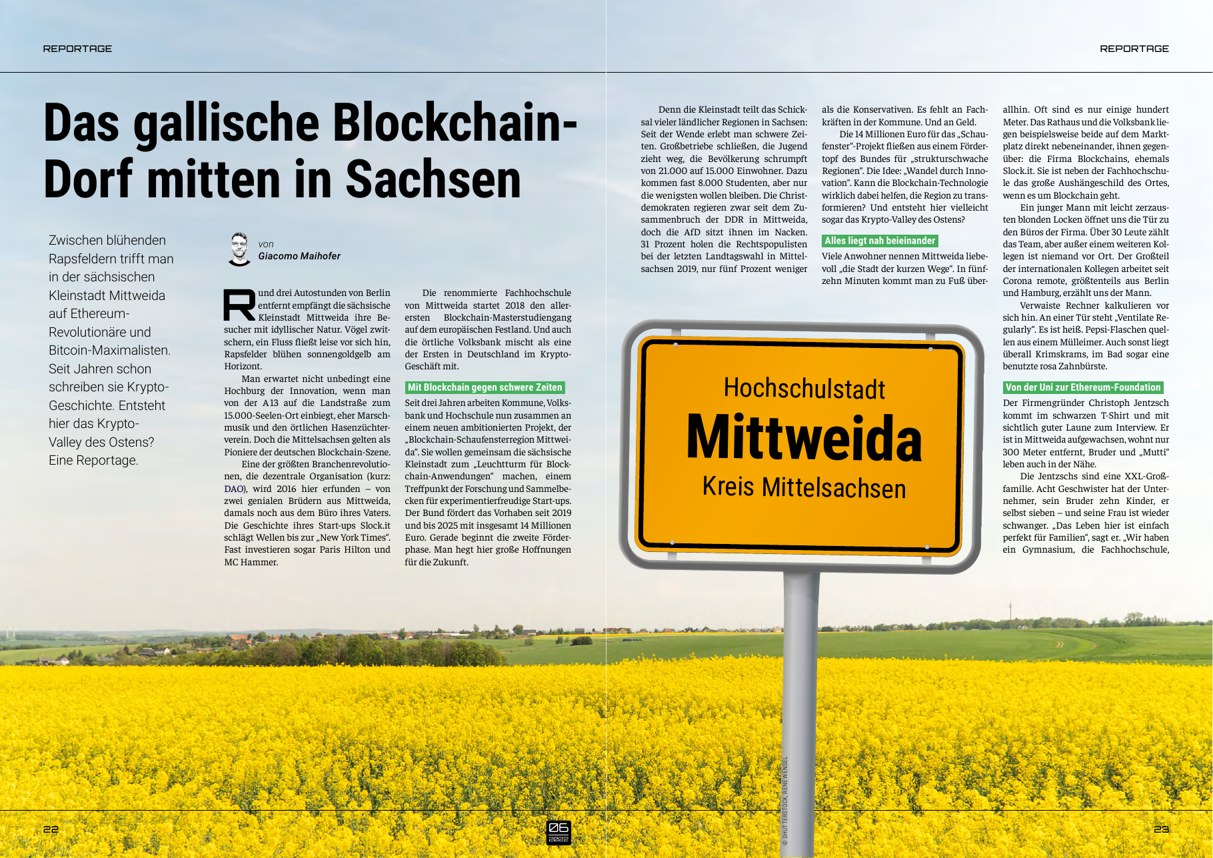 REPORTAGE
REPORTAGE
Das gallische Blockchain-
Dorf mitten in Sachsen
Zwischen blühenden
Rapsfeldern trifft man
in der sächsischen
Kleinstadt Mittweida
auf Ethereum-
Revolutionäre und
Bitcoin-Maximalisten.
Seit Jahren schon
schreiben sie Krypto-
Geschichte. Entsteht
hier das Krypto-
Valley des Ostens?
Eine Reportage.
von
Giacomo Maihofer
Rund drei Autostunden von Berlin
entfernt empfängt die sächsische
Kleinstadt Mittweida ihre Be-
sucher mit idyllischer Natur. Vögel zwit-
schern, ein Fluss fließt leise vor sich hin,
Rapsfelder blühen sonnengoldgelb am
Horizont.
Man erwartet nicht unbedingt eine
Hochburg der Innovation, wenn man
von der A13 auf die Landstraße zum
15.000-Seelen-Ort einbiegt, eher Marsch-
musik und den örtlichen Hasenzüchter-
verein. Doch die Mittelsachsen gelten als
Pioniere der deutschen Blockchain-Szene.
Eine der größten Branchenrevolutio-
nen, die dezentrale Organisation (kurz:
DAO), wird 2016 hier erfunden – von
zwei genialen Brüdern aus Mittweida,
damals noch aus dem Büro ihres Vaters.
Die Geschichte ihres Start-ups Slock.it
schlägt Wellen bis zur „New York Times“.
Fast investieren sogar Paris Hilton und
MC Hammer.
Die renommierte Fachhochschule
von Mittweida startet 2018 den aller-
ersten Blockchain-Masterstudiengang
auf dem europäischen Festland. Und auch
die örtliche Volksbank mischt als eine
der Ersten in Deutschland im Krypto-
Geschäft mit.
Mit Blockchain gegen schwere Zeiten
Seit drei Jahren arbeiten Kommune, Volks-
bank und Hochschule nun zusammen an
einem neuen ambitionierten Projekt, der
„Blockchain-Schaufensterregion Mittwei-
da“. Sie wollen gemeinsam die sächsische
Kleinstadt zum „Leuchtturm für Block-
chain-Anwendungen“ machen, einem
Treffpunkt der Forschung und Sammelbe-
cken für experimentierfreudige Start-ups.
Der Bund fördert das Vorhaben seit 2019
und bis 2025 mit insgesamt 14 Millionen
Euro. Gerade beginnt die zweite Förder-
phase. Man hegt hier große Hoffnungen
für die Zukunft.
Denn die Kleinstadt teilt das Schick-
sal vieler ländlicher Regionen in Sachsen:
Seit der Wende erlebt man schwere Zei-
ten. Großbetriebe schließen, die Jugend
zieht weg, die Bevölkerung schrumpft
von 21.000 auf 15.000 Einwohner. Dazu
kommen fast 8.000 Studenten, aber nur
die wenigsten wollen bleiben. Die Christ-
demokraten regieren zwar seit dem Zu-
sammenbruch der DDR in Mittweida,
doch die AfD sitzt ihnen im Nacken.
31 Prozent holen die Rechtspopulisten
bei der letzten Landtagswahl in Mittel-
sachsen 2019, nur fünf Prozent weniger
als die Konservativen. Es fehlt an Fach-
kräften in der Kommune. Und an Geld.
Die 14 Millionen Euro für das „Schau-
fenster“-Projekt fließen aus einem Förder-
topf des Bundes für „strukturschwache
Regionen“. Die Idee: „Wandel durch Inno-
vation“. Kann die Blockchain-Technologie
wirklich dabei helfen, die Region zu trans-
formieren? Und entsteht hier vielleicht
sogar das Krypto-Valley des Ostens?
Alles liegt nah beieinander
Viele Anwohner nennen Mittweida liebe-
voll „die Stadt der kurzen Wege“. In fünf-
zehn Minuten kommt man zu Fuß über-
allhin. Oft sind es nur einige hundert
Meter. Das Rathaus und die Volksbank lie-
gen beispielsweise beide auf dem Markt-
platz direkt nebeneinander, ihnen gegen-
über: die Firma Blockchains, ehemals
Slock.it. Sie ist neben der Fachhochschu-
le das große Aushängeschild des Ortes,
wenn es um Blockchain geht.
Ein junger Mann mit leicht zerzaus-
ten blonden Locken öffnet uns die Tür zu
den Büros der Firma. Über 30 Leute zählt
das Team, aber außer einem weiteren Kol-
legen ist niemand vor Ort. Der Großteil
der internationalen Kollegen arbeitet seit
Corona remote, größtenteils aus Berlin
und Hamburg, erzählt uns der Mann.
Verwaiste Rechner kalkulieren vor
sich hin. An einer Tür steht „Ventilate Re-
gularly“. Es ist heiß. Pepsi-Flaschen quel-
len aus einem Mülleimer. Auch sonst liegt
überall Krimskrams, im Bad sogar eine
benutzte rosa Zahnbürste.
Von der Uni zur Ethereum-Foundation
Der Firmengründer Christoph Jentzsch
kommt im schwarzen T-Shirt und mit
sichtlich guter Laune zum Interview. Er
ist in Mittweida aufgewachsen, wohnt nur
300 Meter entfernt, Bruder und „Mutti“
leben auch in der Nähe.
Die Jentzschs sind eine XXL-Groß-
familie. Acht Geschwister hat der Unter-
nehmer, sein Bruder zehn Kinder, er
selbst sieben – und seine Frau ist wieder
schwanger. „Das Leben hier ist einfach
perfekt für Familien“, sagt er. „Wir haben
ein Gymnasium, die Fachhochschule,
Hochschulstadt
Mittweida
Kreis Mittelsachsen
© SHUTTERSTOCK, RENE WENDEL
22
06
2022
23